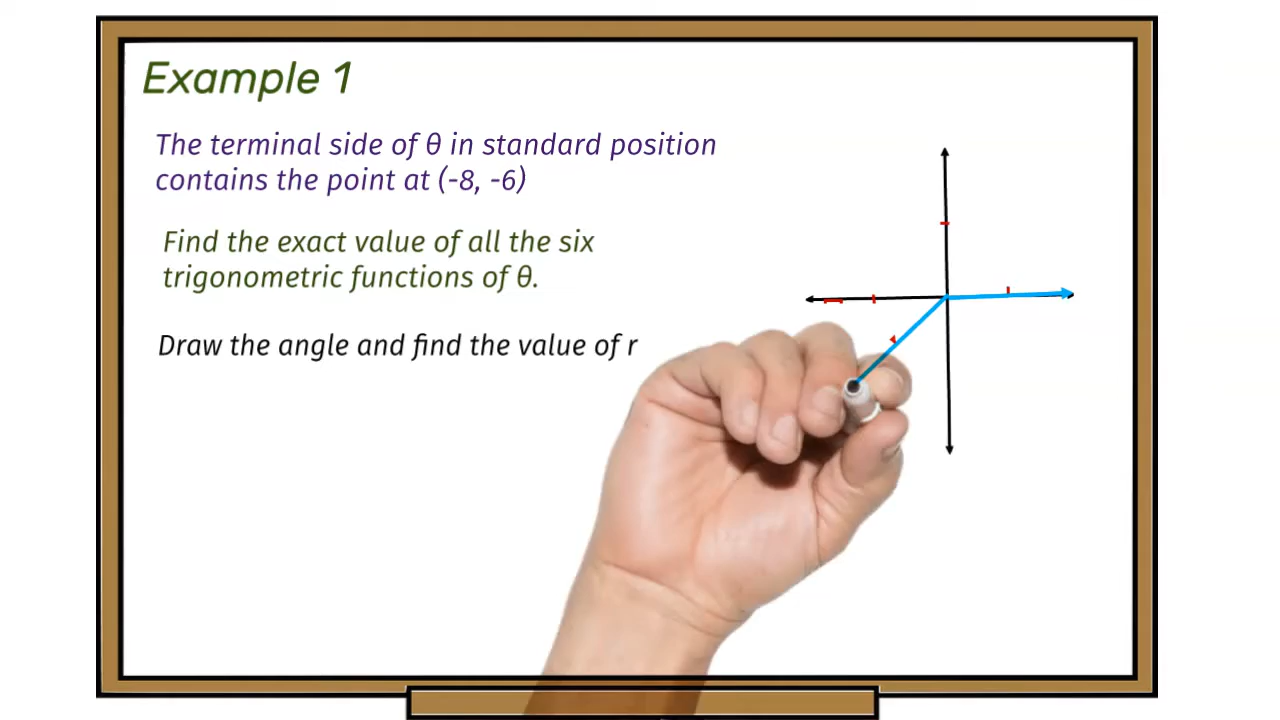 Example 1
The terminal side of θ in standard position
contains the point at (-8, -6)
Find the exact value of all the six
trigonometric functions of θ.
Draw the angle and find the value of r